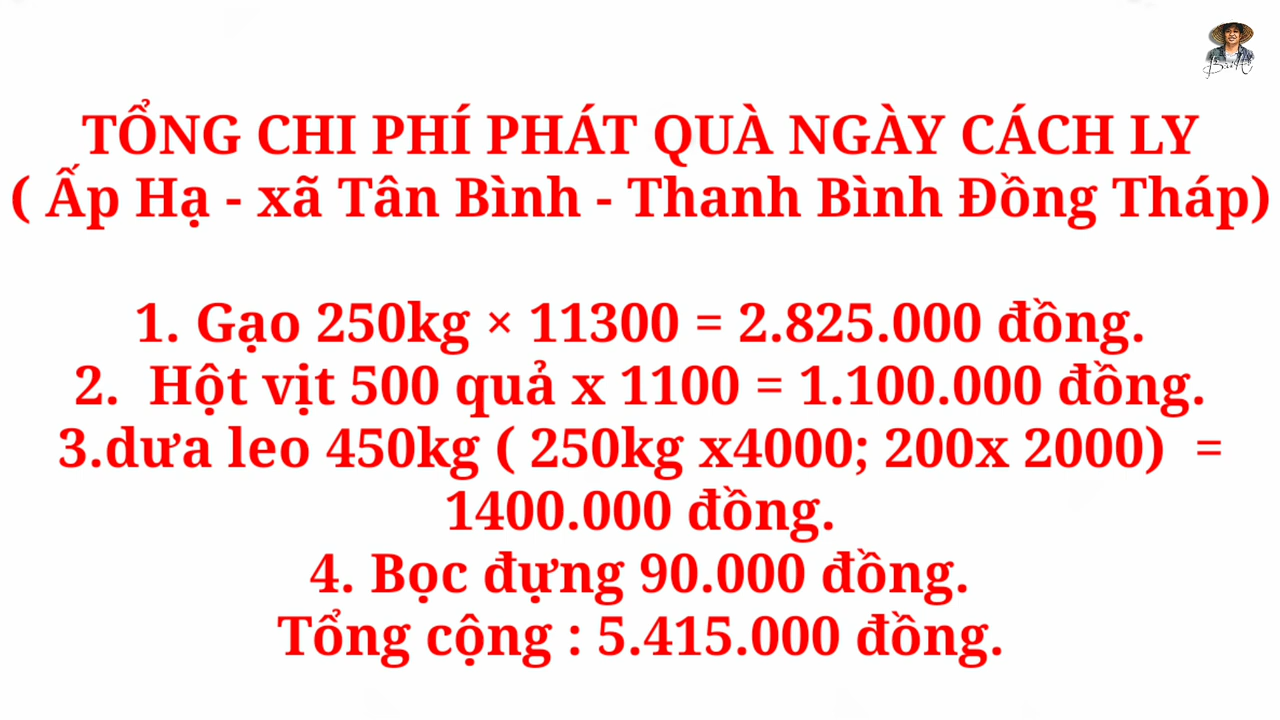 TỔNG CHI PHÍ PHÁT QUÀ NGÀY CÁCH LY
( Ấp Hạ - xã Tân Bình - Thanh Bình Đồng Tháp)
1. Gạo 250kg × 11300 = 2.825.000 đồng.
2.  Hột vịt 500 quả x 1100 = 1.100.000 đồng.
3.dưa leo 450kg ( 250kg x4000; 200x 2000)  =
1400.000 đồng.
4. Bọc đựng 90.000 đồng.
Tổng cộng : 5.415.000 đồng.